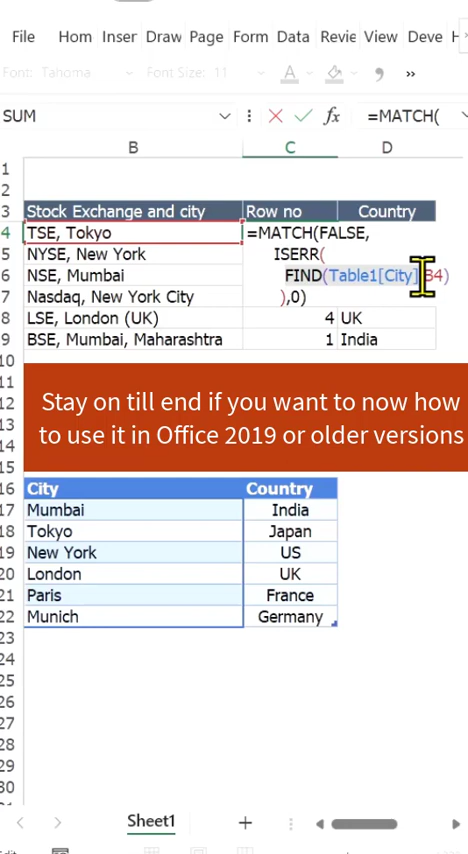 File Hom Inser Draw Page Form Data Revie View Deve H
Font: Tahoma Font Size: 11 A »
SUM fx =MATCH(
B C D
1
2
3 Stock Exchange and city Row no Country
4 TSE, Tokyo =MATCH(FALSE,
5 NYSE, New York ISERR(
6 NSE, Mumbai FIND(Table1[City],B4)
7 Nasdaq, New York City ),0)
8 LSE, London (UK) 4 UK
9 BSE, Mumbai, Maharashtra 1 India
10
11
12 Stay on till end if you want to now how
13 to use it in Office 2019 or older versions
14
15
16 City Country
17 Mumbai India
18 Tokyo Japan
19 New York US
20 London UK
21 Paris France
22 Munich Germany
23
24
25
26
27
28
29
30
Sheet1 +